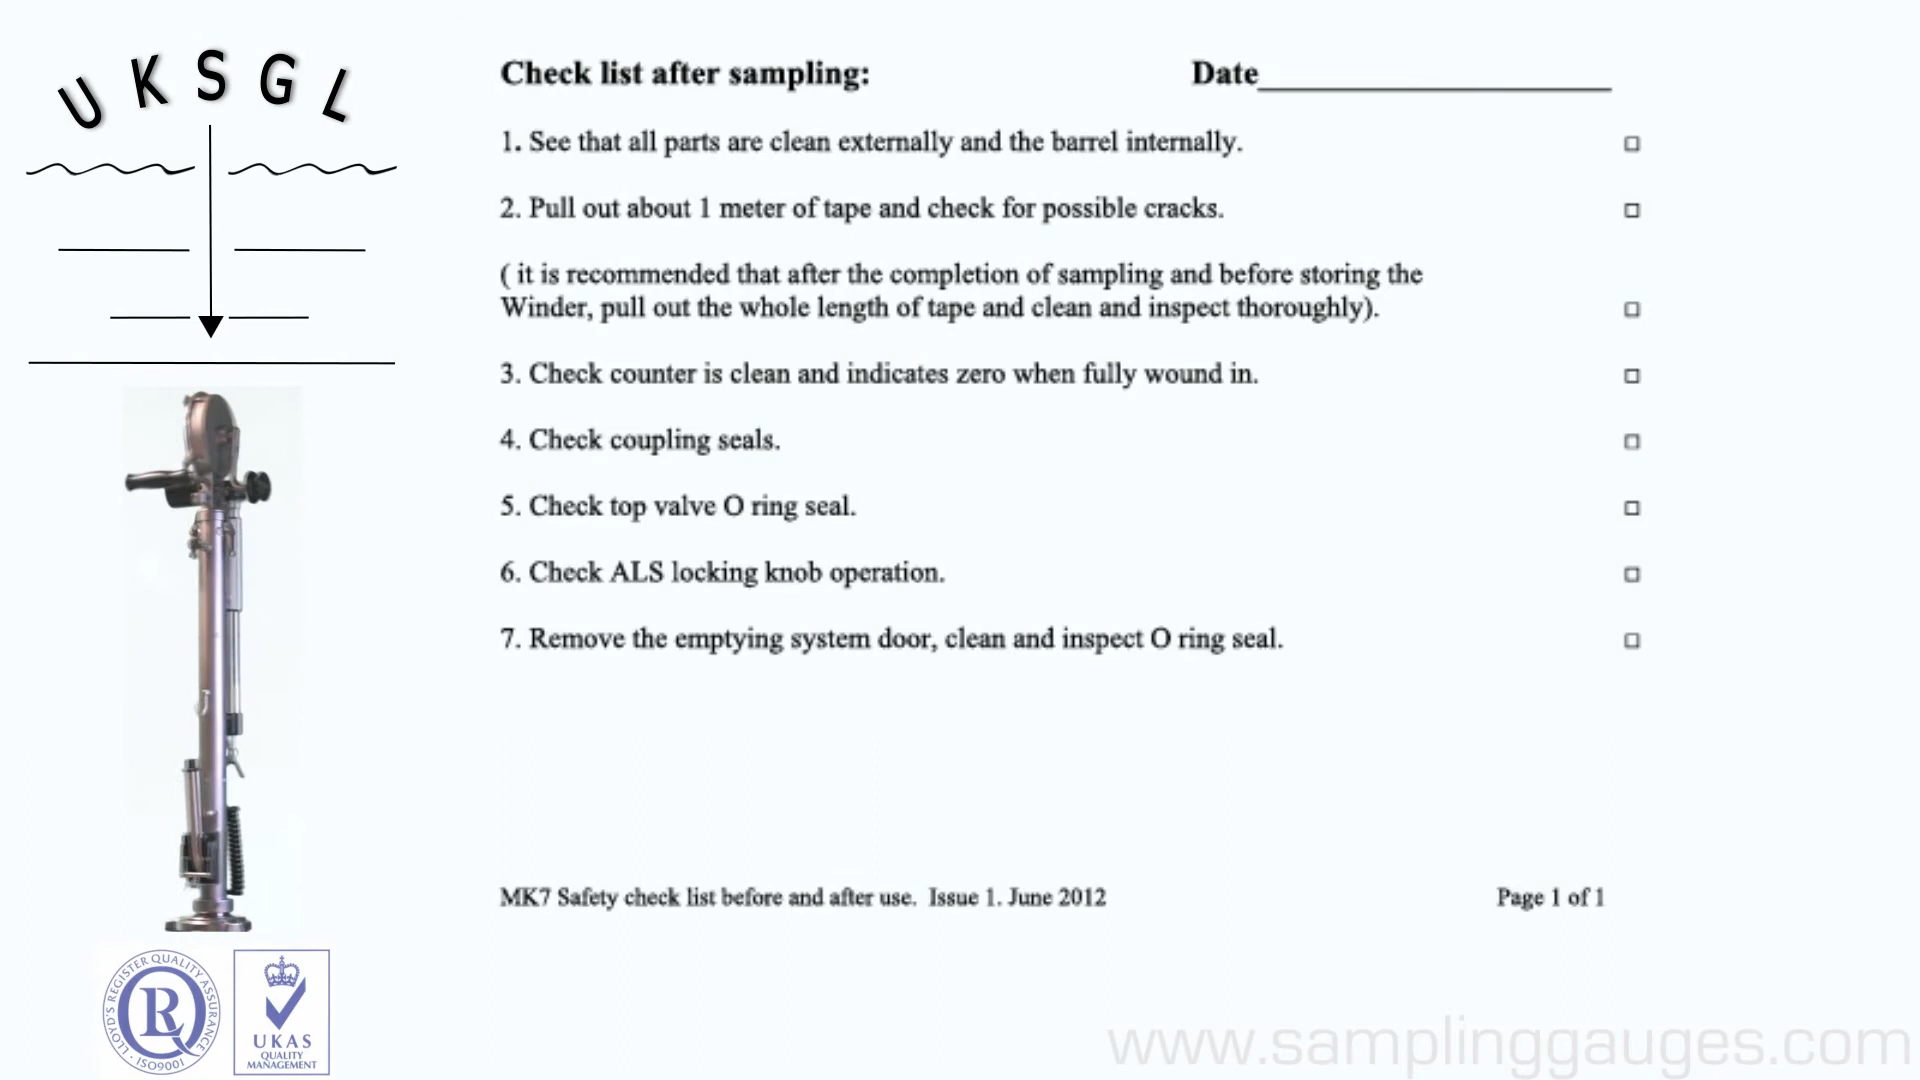 U K S G L
Check list after sampling: Date
1. See that all parts are clean externally and the barrel internally.
2. Pull out about 1 meter of tape and check for possible cracks.
( it is recommended that after the completion of sampling and before storing the
Winder, pull out the whole length of tape and clean and inspect thoroughly).
3. Check counter is clean and indicates zero when fully wound in.
4. Check coupling seals.
5. Check top valve O ring seal.
6. Check ALS locking knob operation.
7. Remove the emptying system door, clean and inspect O ring seal.
MK7 Safety check list before and after use. Issue 1. June 2012 Page 1 of 1
LLOYD'S REGISTER QUALITY ASSURANCE
LRQ
· ISO9001 ·
UKAS
QUALITY
MANAGEMENT
www.samplinggauges.com